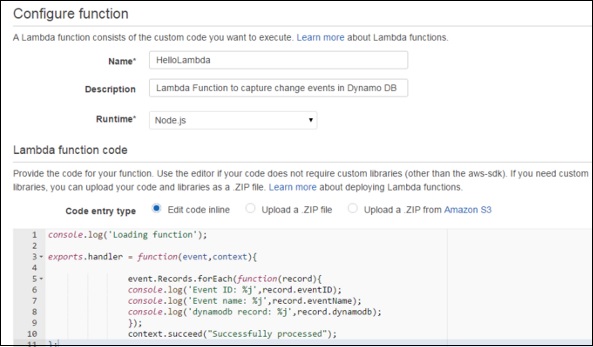 Configure function
A Lambda function consists of the custom code you want to execute. Learn more about Lambda functions.
Name* HelloLambda
Description Lambda Function to capture change events in Dynamo DB
Runtime* Node.js
Lambda function code
Provide the code for your function. Use the editor if your code does not require custom libraries (other than the aws-sdk). If you need custom
libraries, you can upload your code and libraries as a .ZIP file. Learn more about deploying Lambda functions.
Code entry type Edit code inline Upload a .ZIP file Upload a .ZIP from Amazon S3
1 console.log('Loading function');
2
3 exports.handler = function(event,context){
4
5 event.Records.forEach(function(record){
6 console.log('Event ID: %j',record.eventID);
7 console.log('Event name: %j',record.eventName);
8 console.log('dynamodb record: %j',record.dynamodb);
9 });
10 context.succeed("Successfully processed");
11 };